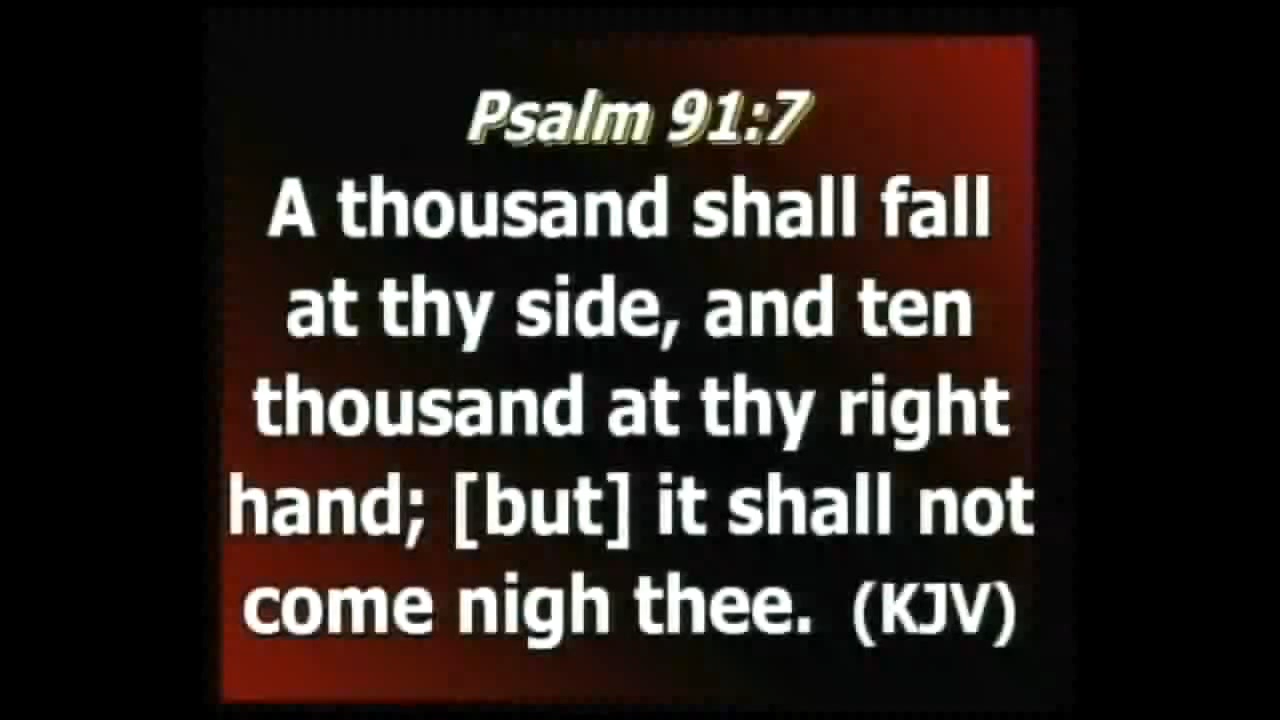 Psalm 91:7
A thousand shall fall
at thy side, and ten
thousand at thy right
hand; [but] it shall not
come nigh thee. (KJV)